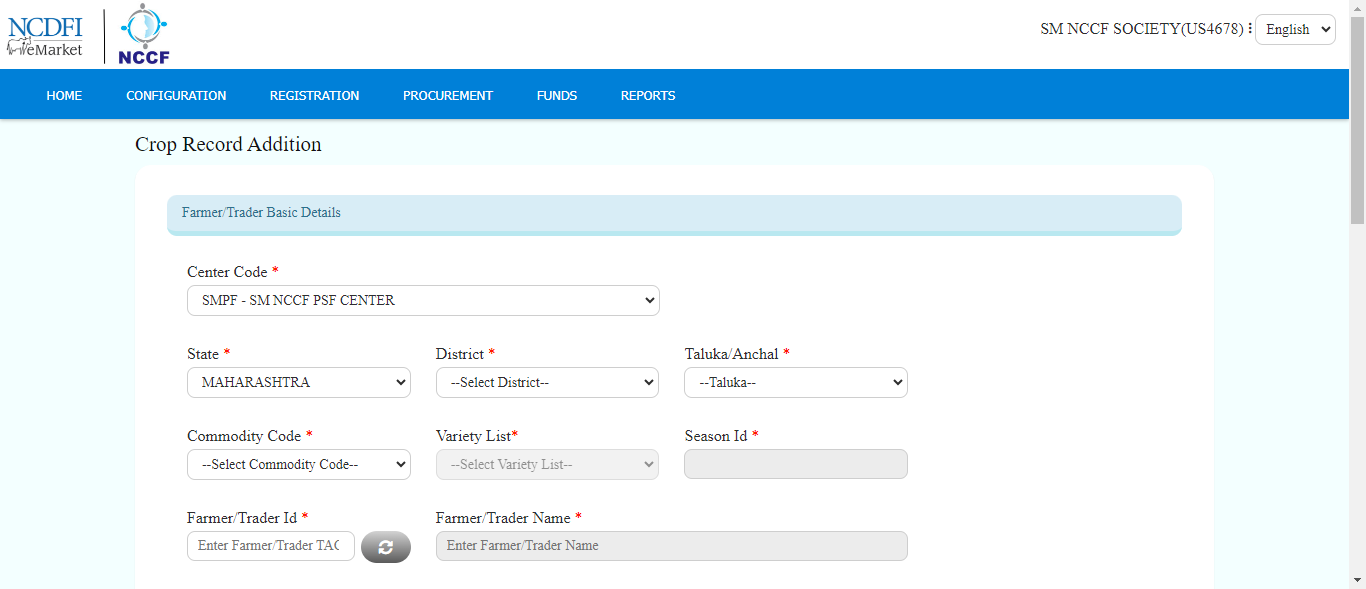 NCDFI
eMarket
NCCF
SM NCCF SOCIETY(US4678)
English
HOME CONFIGURATION REGISTRATION PROCUREMENT FUNDS REPORTS
Crop Record Addition
Farmer/Trader Basic Details
Center Code *
SMPF - SM NCCF PSF CENTER
State * District * Taluka/Anchal *
MAHARASHTRA --Select District-- --Taluka--
Commodity Code * Variety List* Season Id *
--Select Commodity Code-- --Select Variety List--
Farmer/Trader Id * Farmer/Trader Name *
Enter Farmer/Trader TAG Enter Farmer/Trader Name